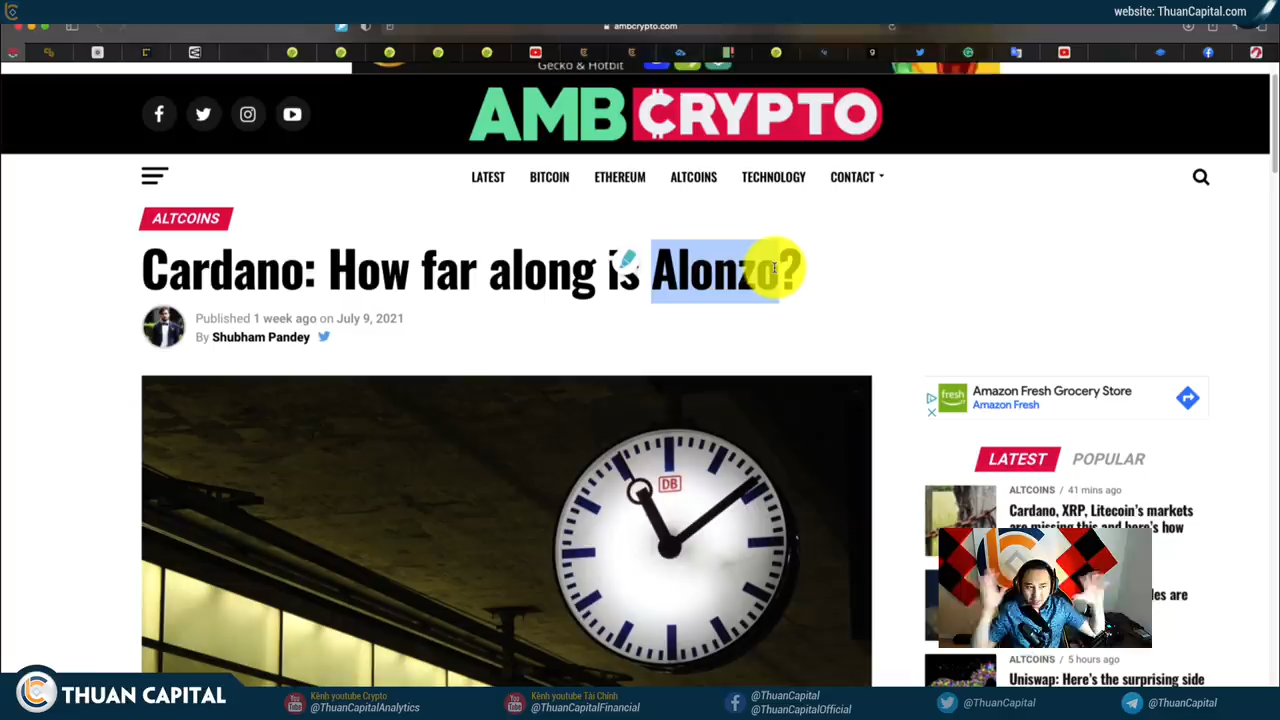 website: ThuanCapital.com
ambcrypto.com
Gecko & Hotbit
AMBCRYPTO
LATEST BITCOIN ETHEREUM ALTCOINS TECHNOLOGY CONTACT
ALTCOINS
Cardano: How far along is Alonzo?
Published 1 week ago on July 9, 2021
By Shubham Pandey
DB
Amazon Fresh Grocery Store
Amazon Fresh
fresh
LATEST POPULAR
ALTCOINS / 41 mins ago
Cardano, XRP, Litecoin's markets
are missing this and here's how
les are
ALTCOINS / 5 hours ago
Uniswap: Here's the surprising side
THUAN CAPITAL
Kênh youtube Crypto
@ThuanCapitalAnalytics
Kênh youtube Tài Chính
@ThuanCapitalFinancial
@ThuanCapital
@ThuanCapitalOfficial
@ThuanCapital
@ThuanCapital